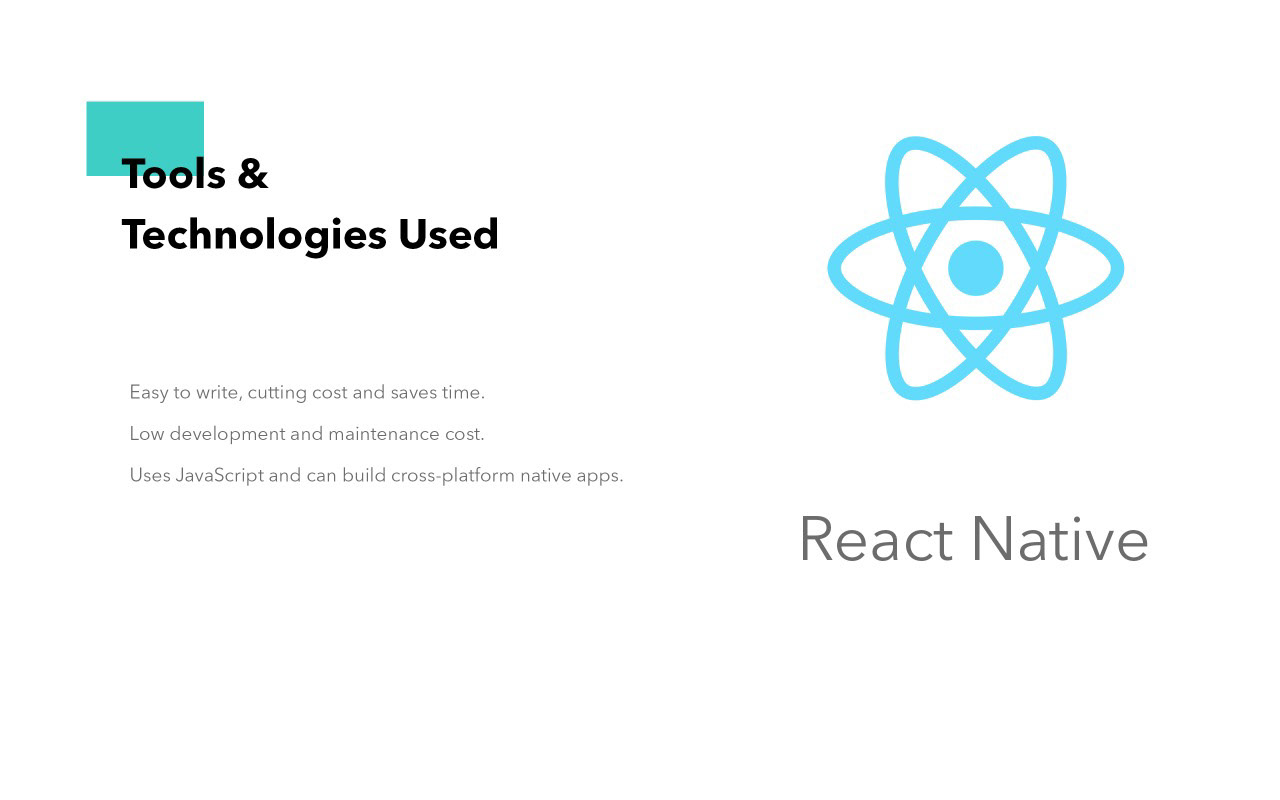 Tools &
Technologies Used
Easy to write, cutting cost and saves time.
Low development and maintenance cost.
Uses JavaScript and can build cross-platform native apps.
React Native